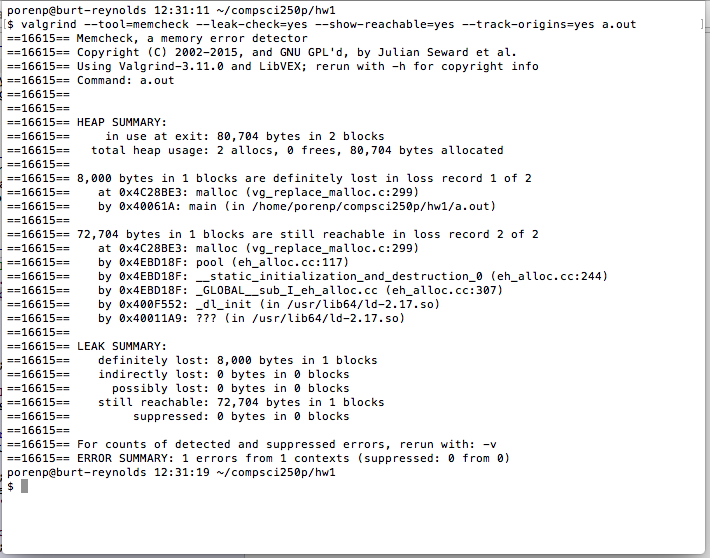 porenp@burt-reynolds 12:31:11 ~/compsci250p/hw1
$ valgrind --tool=memcheck --leak-check=yes --show-reachable=yes --track-origins=yes a.out
==16615== Memcheck, a memory error detector
==16615== Copyright (C) 2002-2015, and GNU GPL'd, by Julian Seward et al.
==16615== Using Valgrind-3.11.0 and LibVEX; rerun with -h for copyright info
==16615== Command: a.out
==16615==
==16615==
==16615== HEAP SUMMARY:
==16615==     in use at exit: 80,704 bytes in 2 blocks
==16615==   total heap usage: 2 allocs, 0 frees, 80,704 bytes allocated
==16615==
==16615== 8,000 bytes in 1 blocks are definitely lost in loss record 1 of 2
==16615==    at 0x4C28BE3: malloc (vg_replace_malloc.c:299)
==16615==    by 0x40061A: main (in /home/porenp/compsci250p/hw1/a.out)
==16615==
==16615== 72,704 bytes in 1 blocks are still reachable in loss record 2 of 2
==16615==    at 0x4C28BE3: malloc (vg_replace_malloc.c:299)
==16615==    by 0x4EBD18F: pool (eh_alloc.cc:117)
==16615==    by 0x4EBD18F: __static_initialization_and_destruction_0 (eh_alloc.cc:244)
==16615==    by 0x4EBD18F: _GLOBAL__sub_I_eh_alloc.cc (eh_alloc.cc:307)
==16615==    by 0x400F552: _dl_init (in /usr/lib64/ld-2.17.so)
==16615==    by 0x40011A9: ??? (in /usr/lib64/ld-2.17.so)
==16615==
==16615== LEAK SUMMARY:
==16615==    definitely lost: 8,000 bytes in 1 blocks
==16615==    indirectly lost: 0 bytes in 0 blocks
==16615==      possibly lost: 0 bytes in 0 blocks
==16615==    still reachable: 72,704 bytes in 1 blocks
==16615==         suppressed: 0 bytes in 0 blocks
==16615==
==16615== For counts of detected and suppressed errors, rerun with: -v
==16615== ERROR SUMMARY: 1 errors from 1 contexts (suppressed: 0 from 0)
porenp@burt-reynolds 12:31:19 ~/compsci250p/hw1
$